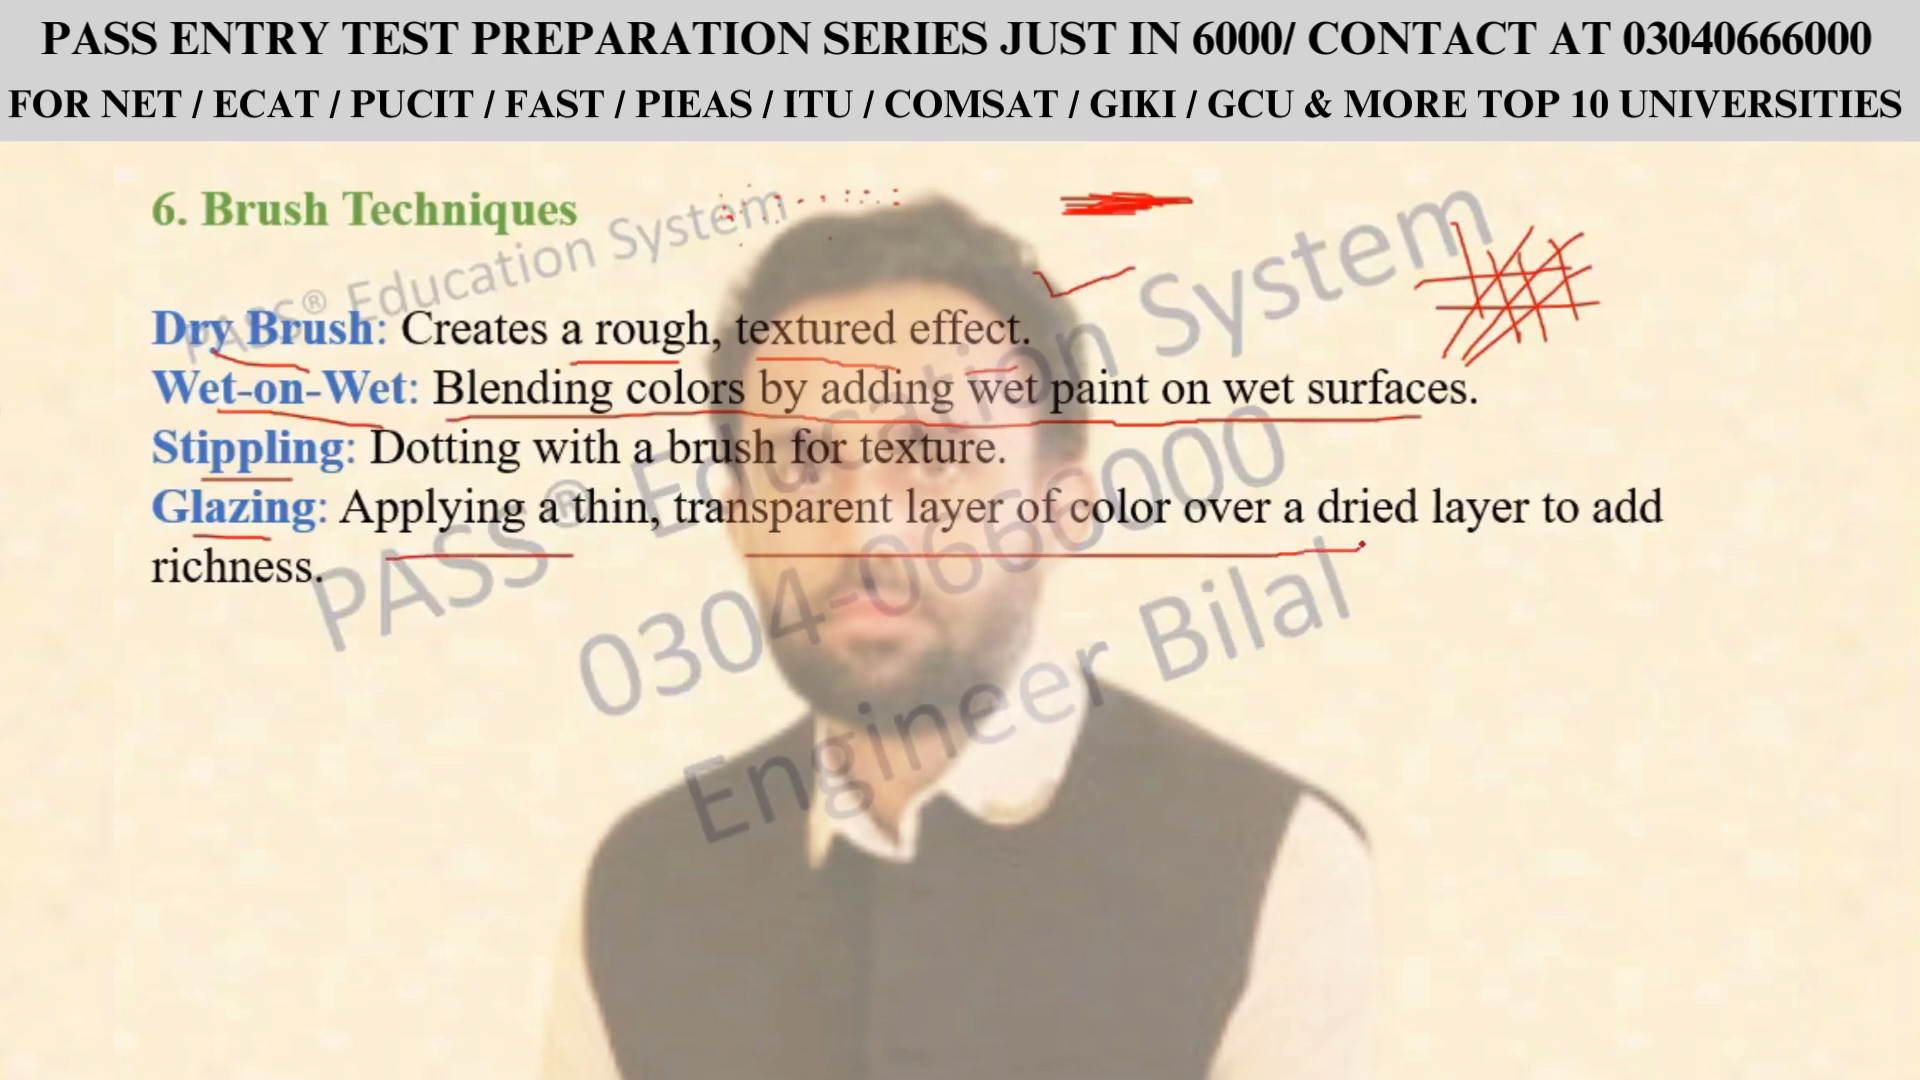 PASS ENTRY TEST PREPARATION SERIES JUST IN 6000/ CONTACT AT 03040666000
FOR NET / ECAT / PUCIT / FAST / PIEAS / ITU / COMSAT / GIKI / GCU & MORE TOP 10 UNIVERSITIES
6. Brush Techniques
PASS® Education System
Dry Brush: Creates a rough, textured effect.
Wet-on-Wet: Blending colors by adding wet paint on wet surfaces.
Stippling: Dotting with a brush for texture.
Glazing: Applying a thin, transparent layer of color over a dried layer to add
richness.
PASS® Education System
0304-0666000
Engineer Bilal